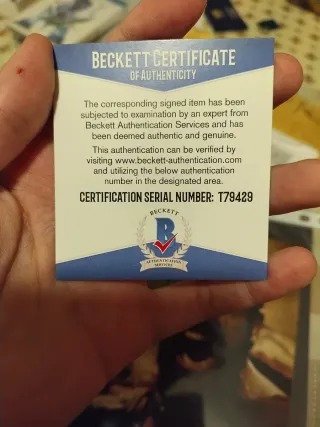 BECKETT CERTIFICATE
OF AUTHENTICITY
The corresponding signed item has been
subjected to examination by an expert from
Beckett Authentication Services and has
been deemed authentic and genuine.
This authentication can be verified by
visiting www.beckett-authentication.com
and utilizing the below authentication
number in the designated area.
CERTIFICATION SERIAL NUMBER: T79429
BECKETT
B
AUTHENTICATION
SERVICES